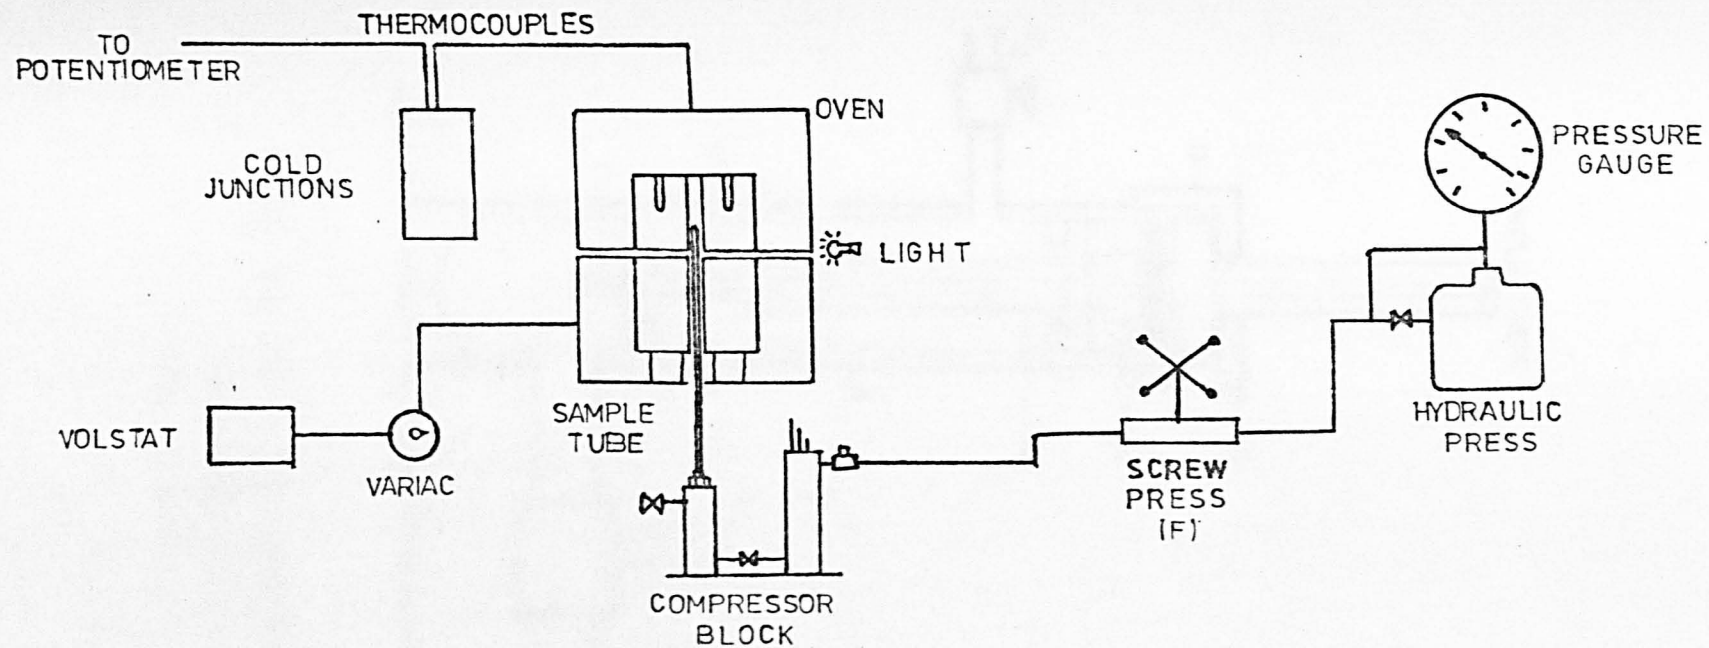 THERMOCOUPLES
TO
POTENTIOMETER
OVEN
COLD
JUNCTIONS
LIGHT
PRESSURE
GAUGE
VOLSTAT
VARIAC
SAMPLE
TUBE
COMPRESSOR
BLOCK
SCREW
PRESS
(F)
HYDRAULIC
PRESS